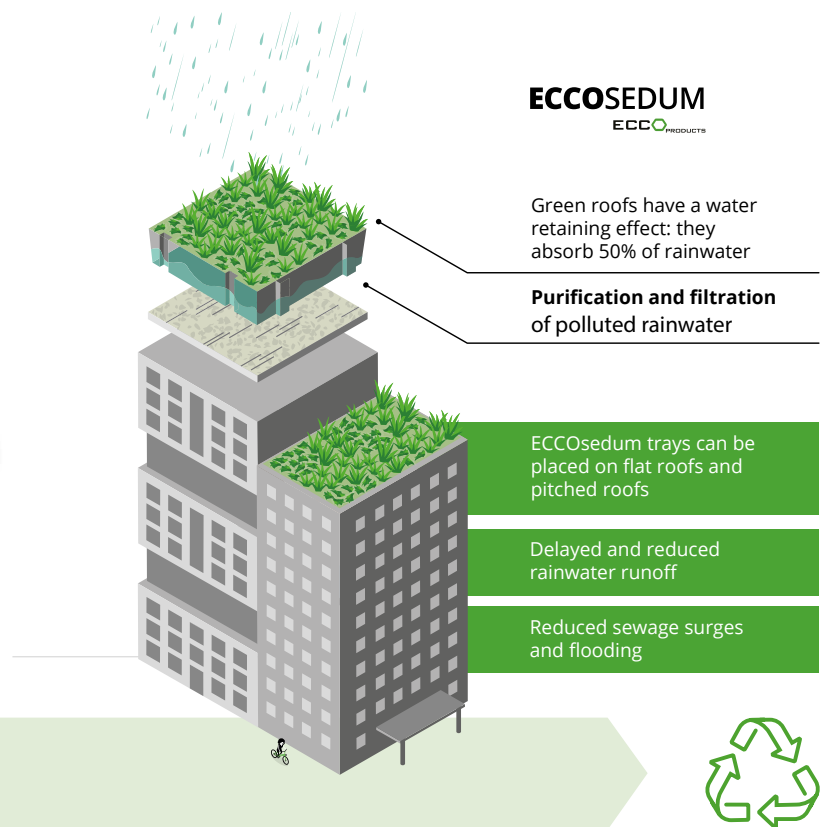 ECCOSEDUM
ECCO PRODUCTS
Green roofs have a water
retaining effect: they
absorb 50% of rainwater
Purification and filtration
of polluted rainwater
ECCOsedum trays can be
placed on flat roofs and
pitched roofs
Delayed and reduced
rainwater runoff
Reduced sewage surges
and flooding